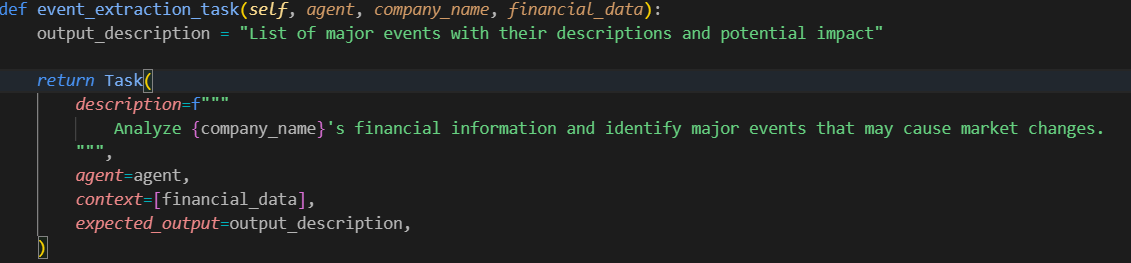 def event_extraction_task(self, agent, company_name, financial_data):
    output_description = "List of major events with their descriptions and potential impact"

    return Task(
        description=f"""
            Analyze {company_name}'s financial information and identify major events that may cause market changes.
        """,
        agent=agent,
        context=[financial_data],
        expected_output=output_description,
    )